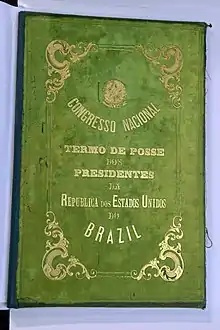 CONGRESSO NACIONAL
TERMO DE POSSE
DOS
PRESIDENTES
DA
REPUBLICA DOS ESTADOS UNIDOS
DO
BRAZIL